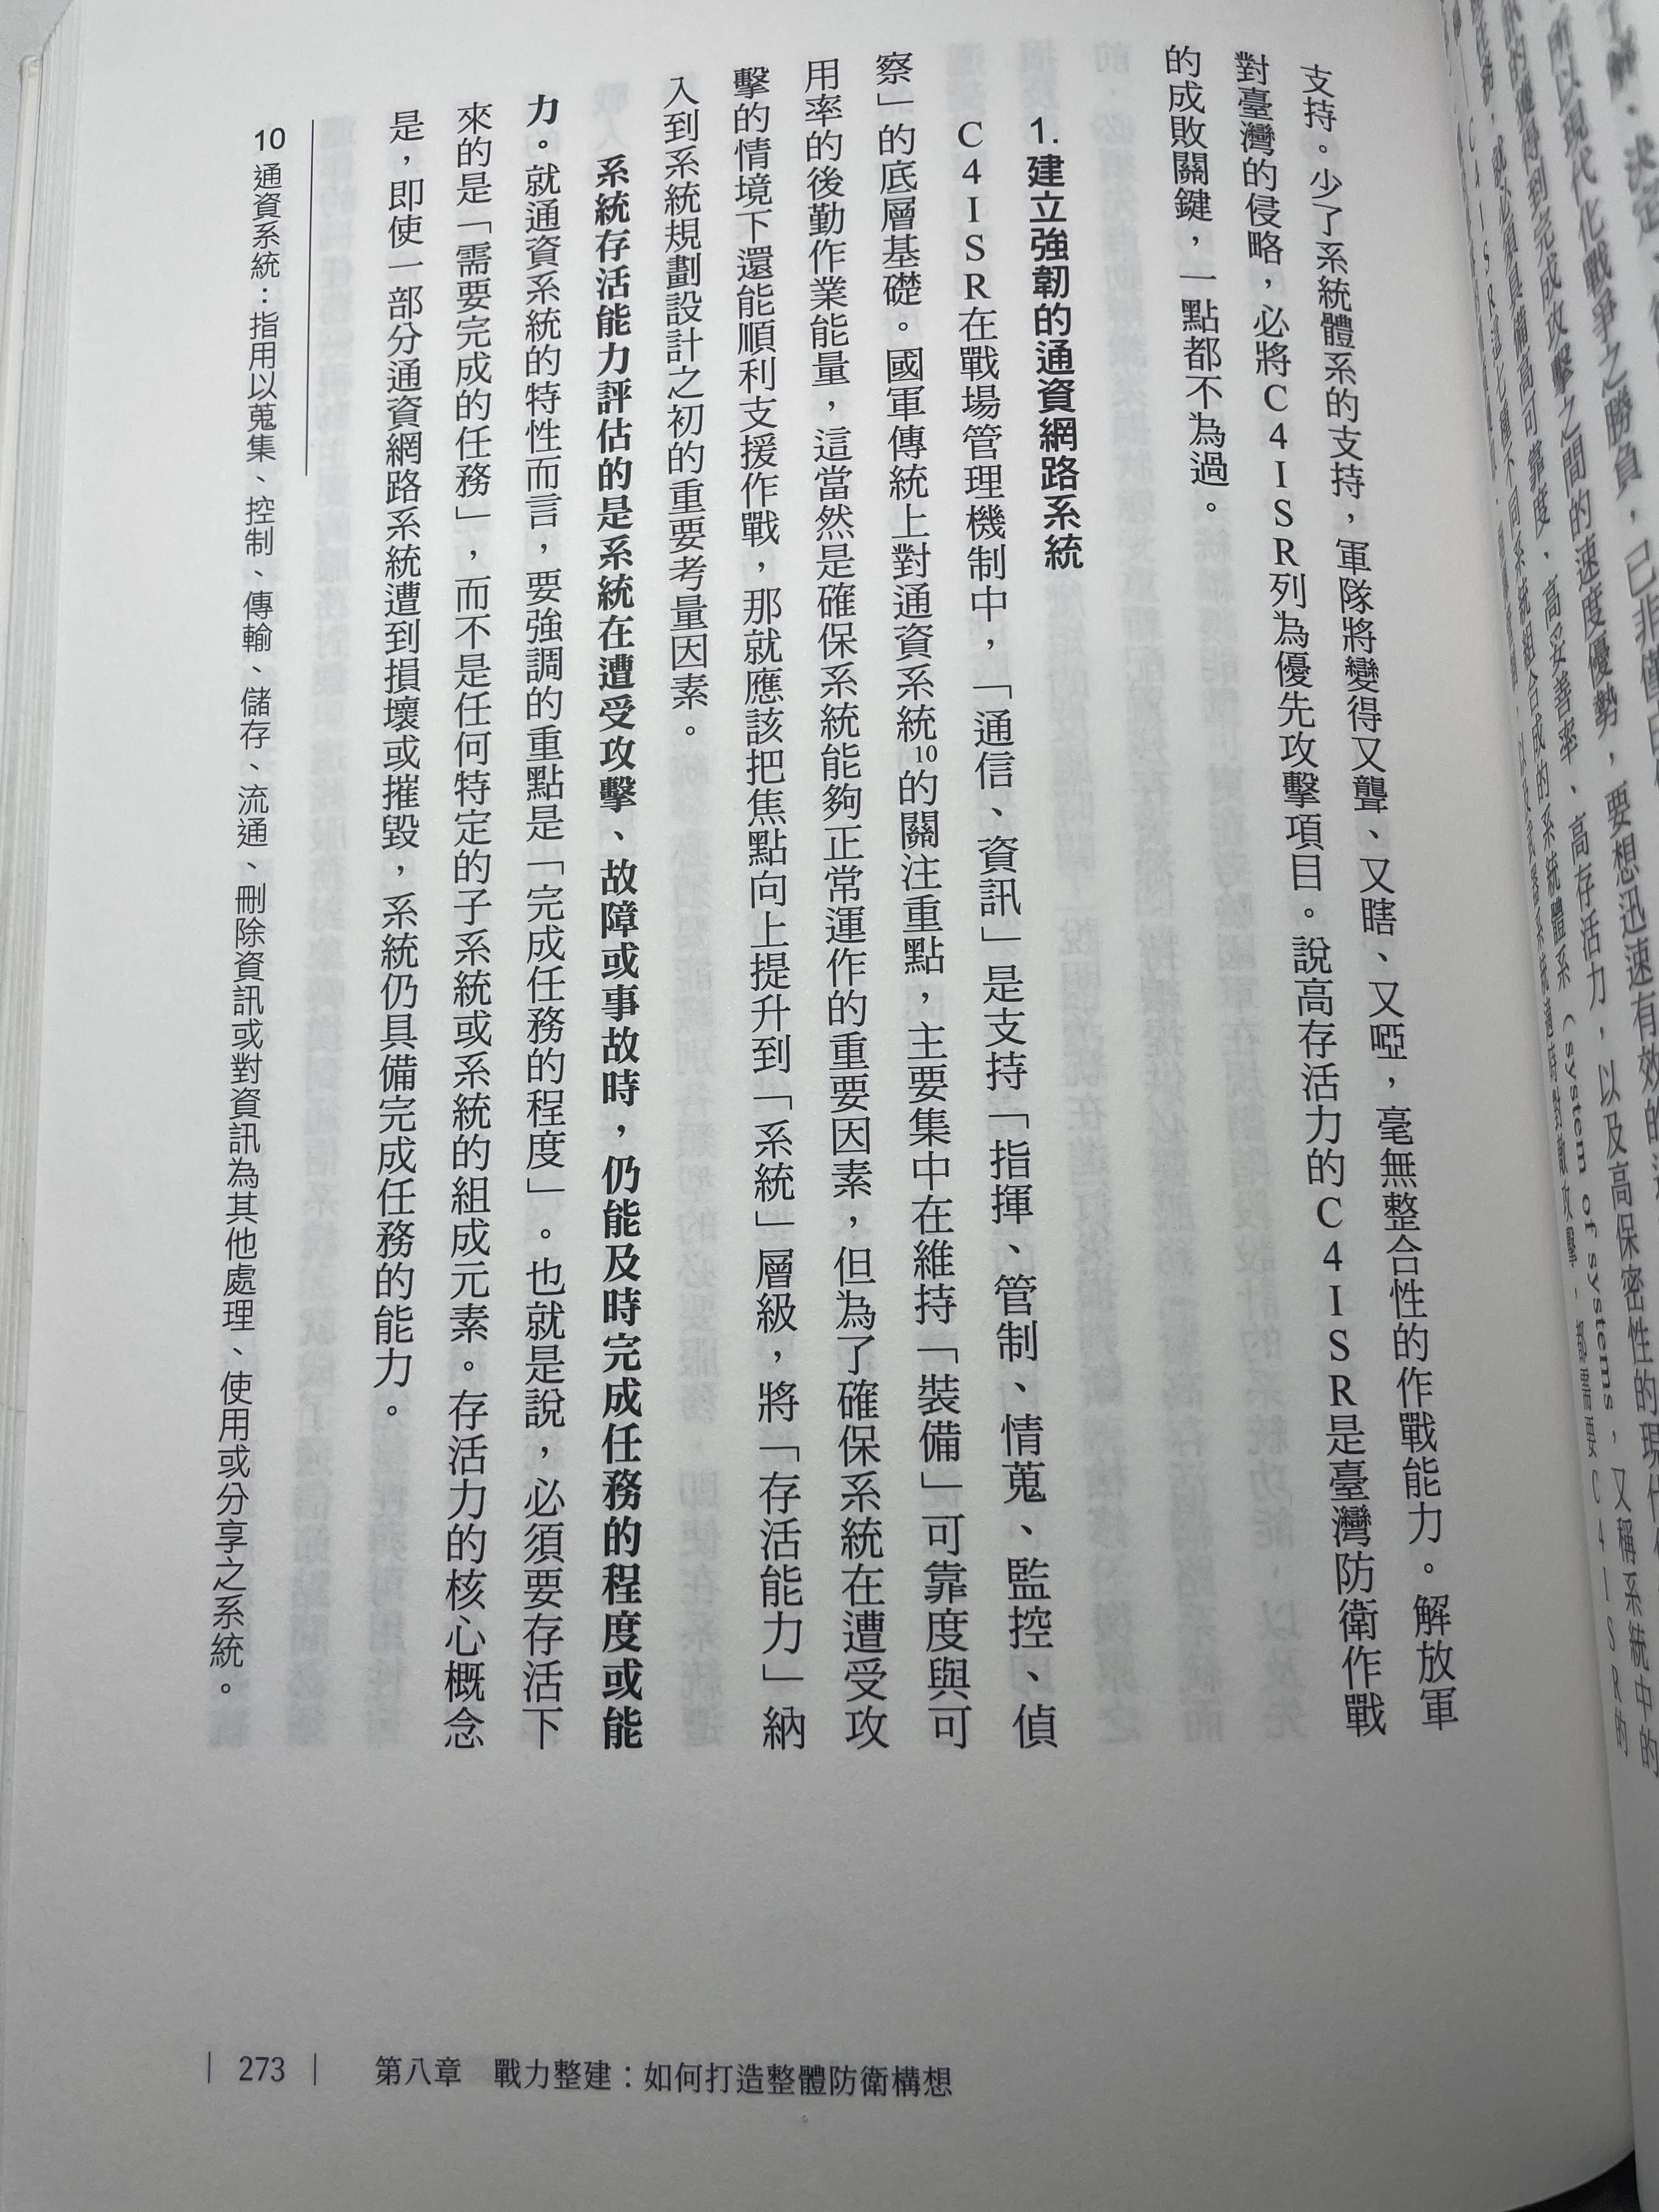 支持。少了系統體系的支持，軍隊將變得又聾、又瞎、又啞，毫無整合性的作戰能力。解放軍
對臺灣的侵略，必將C4ISR列為優先攻擊項目。說高存活力的C4ISR是臺灣防衛作戰
的成敗關鍵，一點都不為過。
1. 建立強韌的通資網路系統
C4ISR在戰場管理機制中，「通信、資訊」是支持「指揮、管制、情蒐、監控、偵
察」的底層基礎。國軍傳統上對通資系統10的關注重點，主要集中在維持「裝備」可靠度與可
用率的後勤作業能量，這當然是確保系統能夠正常運作的重要因素，但為了確保系統在遭受攻
擊的情境下還能順利支援作戰，那就應該把焦點向上提升到「系統」層級，將「存活能力」納
入到系統規劃設計之初的重要考量因素。
系統存活能力評估的是系統在遭受攻擊、故障或事故時，仍能及時完成任務的程度或能
力。就通資系統的特性而言，要強調的重點是「完成任務的程度」。也就是說，必須要存活下
來的是「需要完成的任務」，而不是任何特定的子系統或系統的組成元素。存活力的核心概念
是，即使一部分通資網路系統遭到損壞或摧毀，系統仍具備完成任務的能力。
10 通資系統：指用以蒐集、控制、傳輸、儲存、流通、刪除資訊或對資訊為其他處理、使用或分享之系統。
| 273 | 第八章 戰力整建：如何打造整體防衛構想